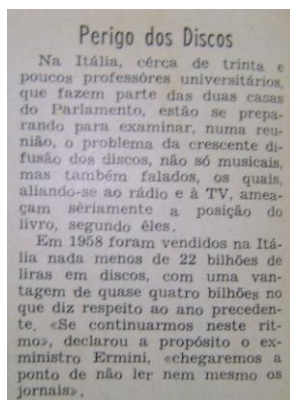 Perigo dos Discos
Na Itália, cêrca de trinta e
poucos professôres universitários,
que fazem parte das duas casas
do Parlamento, estão se prepa-
rando para examinar, numa reu-
nião, o problema da crescente di-
fusão dos discos, não só musicais,
mas também falados, os quais,
aliando-se ao rádio e à TV, amea-
çam sèriamente a posição do
livro, segundo êles.
Em 1958 foram vendidos na Itá-
lia nada menos de 22 bilhões de
liras em discos, com uma van-
tagem de quase quatro bilhões no
que diz respeito ao ano preceden-
te. «Se continuarmos neste rit-
mo», declarou a propósito o ex-
ministro Ermini, «chegaremos a
ponto de não ler nem mesmo os
jornais».